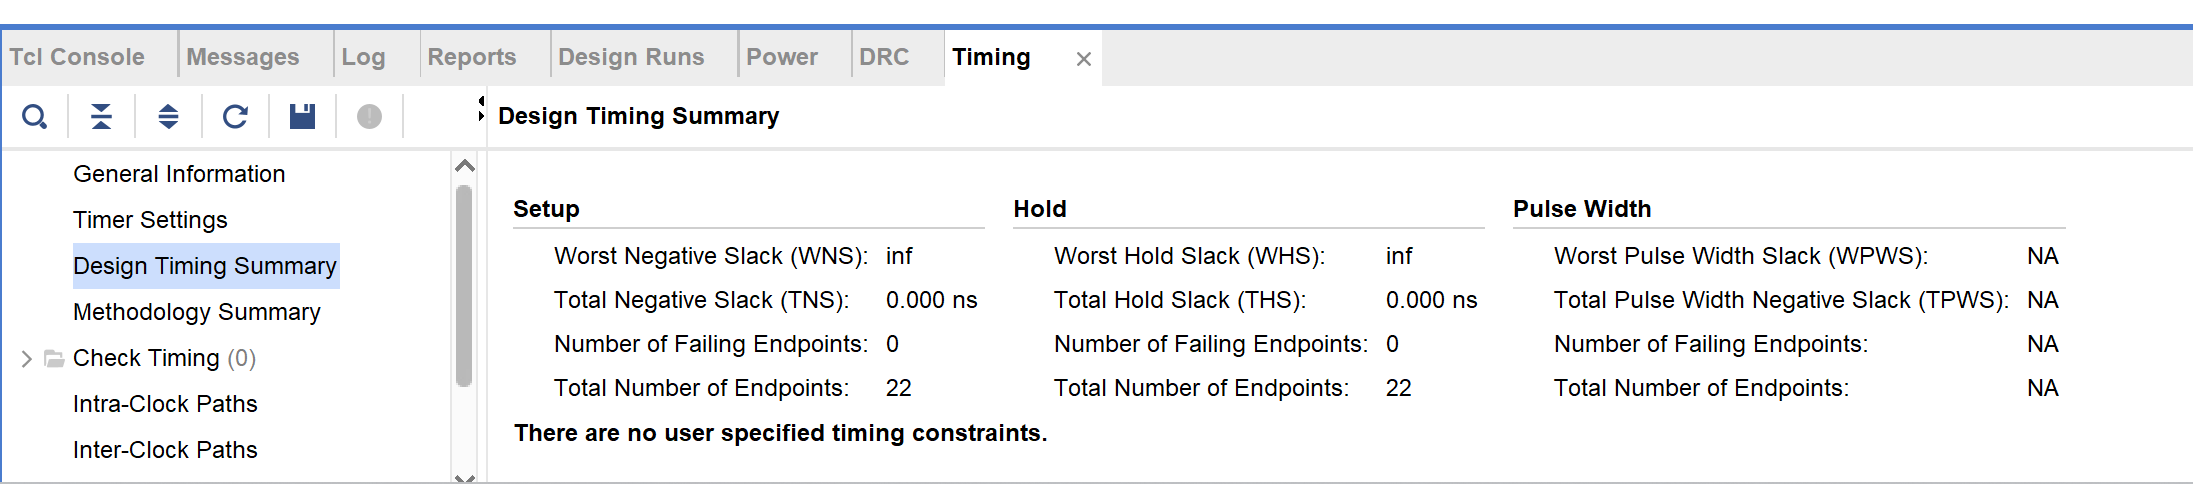 Tcl Console Messages Log Reports Design Runs Power DRC Timing
Design Timing Summary
General Information
Timer Settings
Design Timing Summary
Methodology Summary
Check Timing (0)
Intra-Clock Paths
Inter-Clock Paths
Setup Hold Pulse Width
Worst Negative Slack (WNS): inf Worst Hold Slack (WHS): inf Worst Pulse Width Slack (WPWS): NA
Total Negative Slack (TNS): 0.000 ns Total Hold Slack (THS): 0.000 ns Total Pulse Width Negative Slack (TPWS): NA
Number of Failing Endpoints: 0 Number of Failing Endpoints: 0 Number of Failing Endpoints: NA
Total Number of Endpoints: 22 Total Number of Endpoints: 22 Total Number of Endpoints: NA
There are no user specified timing constraints.